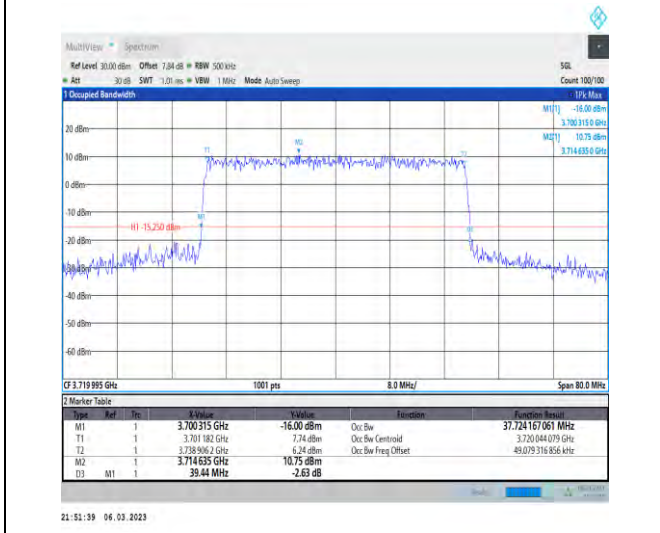 MultiView Spectrum
Ref Level 30.00 dBm Offset 7.84 dB RBW 500 kHz SGL
Att 30 dB SWT 1.01 ms VBW 1 MHz Mode Auto Sweep Count 100/100
1 Occupied Bandwidth 1Pk Max
M1[1] -16.00 dBm
3.700 315 0 GHz
M2[1] 10.75 dBm
3.714 635 0 GHz
20 dBm
T1 M2 T2
10 dBm
0 dBm
-10 dBm
M1
H1 -15.250 dBm
-20 dBm
-30 dBm
-40 dBm
-50 dBm
-60 dBm
CF 3.719 995 GHz 1001 pts 8.0 MHz/ Span 80.0 MHz
2 Marker Table
Type Ref Trc X-Value Y-Value Function Function Result
M1 1 3.700 315 GHz -16.00 dBm Occ Bw 37.724 167 061 MHz
T1 1 3.701 182 GHz 7.74 dBm Occ Bw Centroid 3.720 044 079 GHz
T2 1 3.738 906 2 GHz 6.24 dBm Occ Bw Freq Offset 49.079 316 856 kHz
M2 1 3.714 635 GHz 10.75 dBm
D3 M1 1 39.44 MHz -2.63 dB
21:51:39 06.03.2023